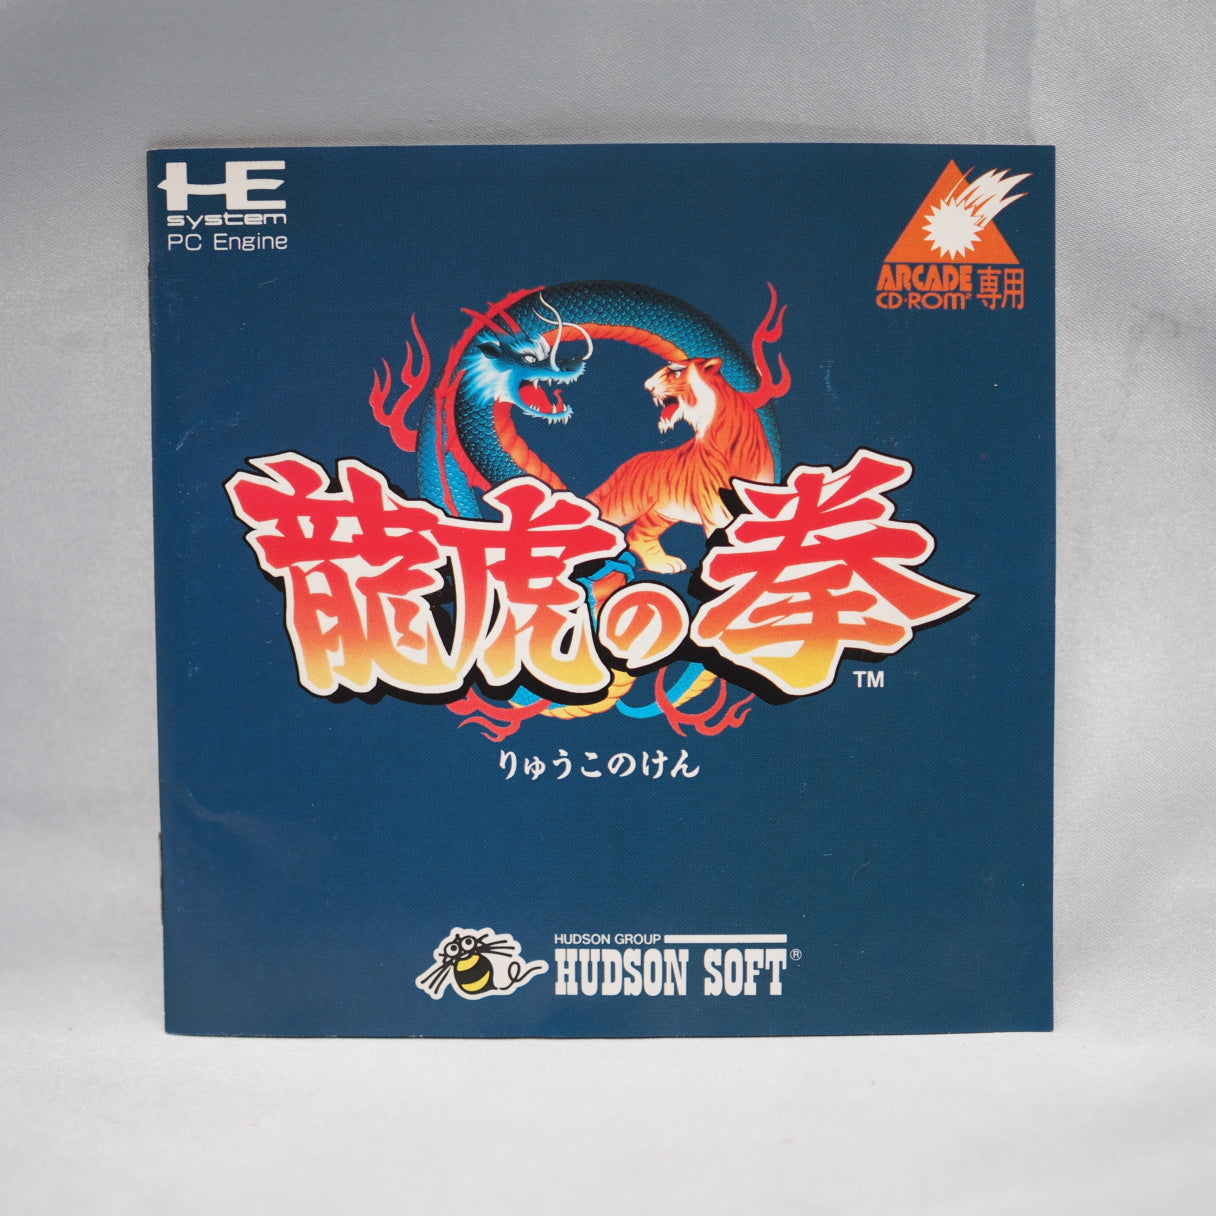 HE
system
PC Engine
ARCADE
CD-ROM² 専用
龍虎の拳
TM
りゅうこのけん
HUDSON GROUP
HUDSON SOFT®